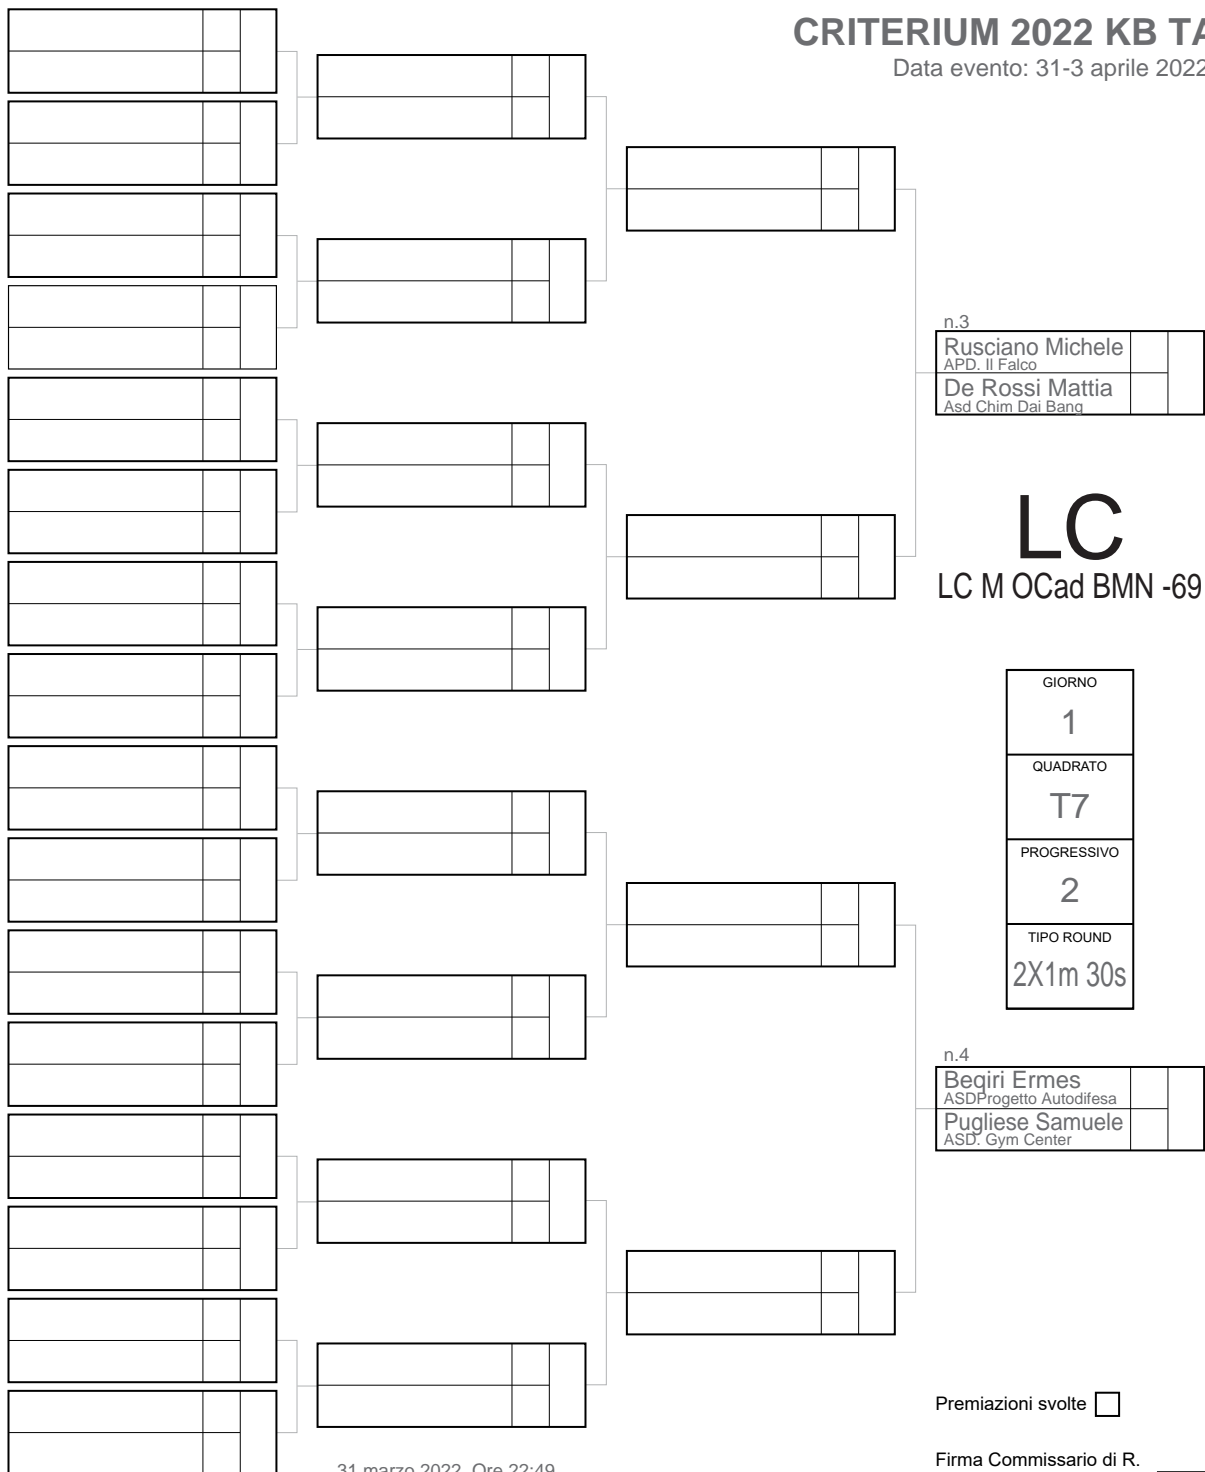 CRITERIUM 2022 KB TA
Data evento: 31-3 aprile 2022
n.3
Rusciano Michele
APD. Il Falco
De Rossi Mattia
Asd Chim Dai Bang
LC
LC M OCad BMN -69
GIORNO
1
QUADRATO
T7
PROGRESSIVO
2
TIPO ROUND
2X1m 30s
n.4
Beqiri Ermes
ASDProgetto Autodifesa
Pugliese Samuele
ASD. Gym Center
Premiazioni svolte
Firma Commissario di R.
31 marzo 2022 Ore 22:49